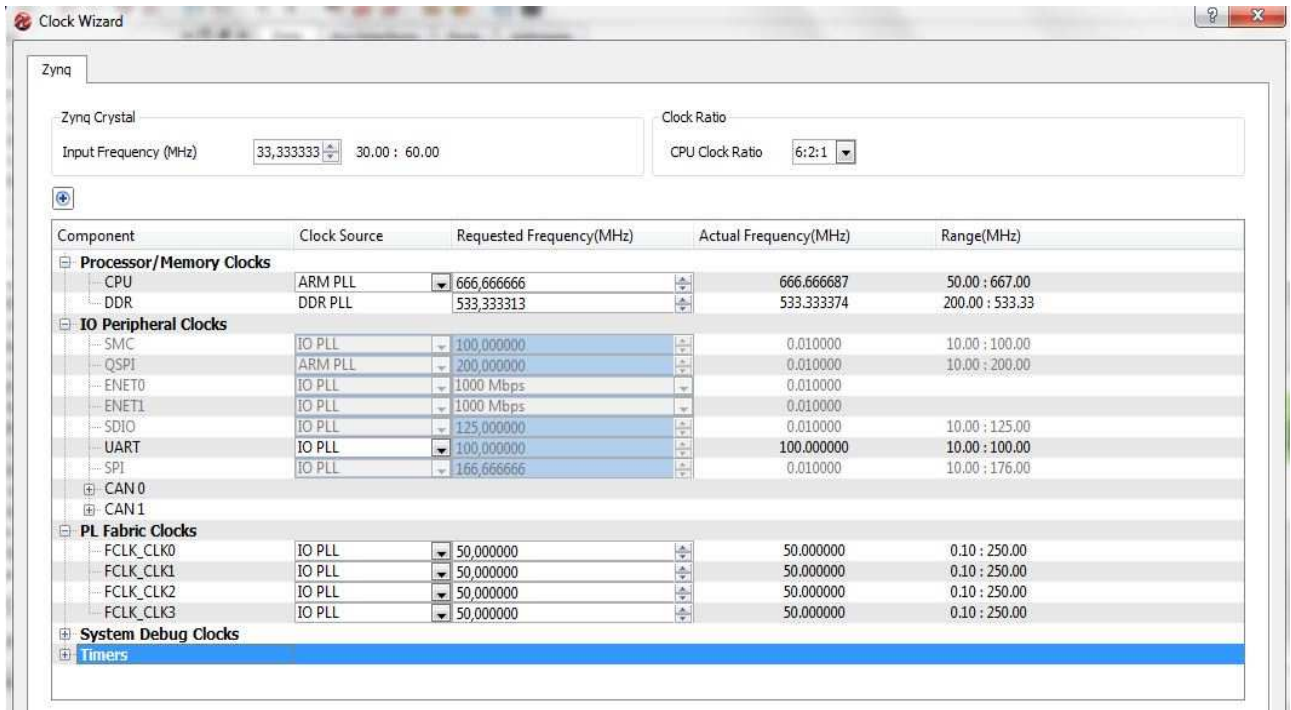 Clock Wizard
Zynq
Zynq Crystal
Clock Ratio
Input Frequency (MHz) 33,333333 30.00 : 60.00
CPU Clock Ratio 6:2:1
Component Clock Source Requested Frequency(MHz) Actual Frequency(MHz) Range(MHz)
Processor/Memory Clocks
CPU ARM PLL 666,666666 666.666687 50.00 : 667.00
DDR DDR PLL 533,333313 533.333374 200.00 : 533.33
IO Peripheral Clocks
SMC IO PLL 100,000000 0.010000 10.00 : 100.00
QSPI ARM PLL 200,000000 0.010000 10.00 : 200.00
ENET0 IO PLL 1000 Mbps 0.010000
ENET1 IO PLL 1000 Mbps 0.010000
SDIO IO PLL 125,000000 0.010000 10.00 : 125.00
UART IO PLL 100,000000 100.000000 10.00 : 100.00
SPI IO PLL 166,666666 0.010000 10.00 : 176.00
CAN 0
CAN 1
PL Fabric Clocks
FCLK_CLK0 IO PLL 50,000000 50.000000 0.10 : 250.00
FCLK_CLK1 IO PLL 50,000000 50.000000 0.10 : 250.00
FCLK_CLK2 IO PLL 50,000000 50.000000 0.10 : 250.00
FCLK_CLK3 IO PLL 50,000000 50.000000 0.10 : 250.00
System Debug Clocks
Timers